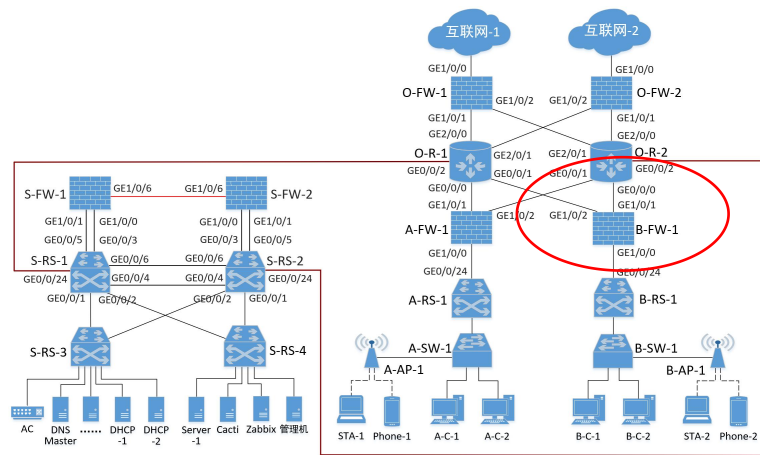 互联网-1
互联网-2
GE1/0/0
GE1/0/0
O-FW-1
O-FW-2
GE1/0/2
GE1/0/2
GE1/0/1
GE1/0/1
GE2/0/0
GE2/0/0
O-R-1
O-R-2
GE2/0/1
GE2/0/1
GE0/0/2
GE0/0/1
GE0/0/1
GE0/0/2
GE0/0/0
GE0/0/0
GE1/0/1
GE1/0/2
GE1/0/2
GE1/0/1
A-FW-1
B-FW-1
GE1/0/0
GE1/0/0
GE0/0/24
GE0/0/24
A-RS-1
B-RS-1
A-SW-1
B-SW-1
A-AP-1
B-AP-1
STA-1
Phone-1
A-C-1
A-C-2
B-C-1
B-C-2
STA-2
Phone-2
S-FW-1
GE1/0/6
GE1/0/6
S-FW-2
GE1/0/1
GE1/0/0
GE1/0/0
GE1/0/1
GE0/0/5
GE0/0/3
GE0/0/3
GE0/0/5
S-RS-1
GE0/0/6
GE0/0/6
S-RS-2
GE0/0/24
GE0/0/4
GE0/0/4
GE0/0/24
GE0/0/1
GE0/0/2
GE0/0/2
GE0/0/1
S-RS-3
S-RS-4
AC
DNS
Master
......
DHCP
-1
DHCP
-2
Server
-1
Cacti
Zabbix
管理机